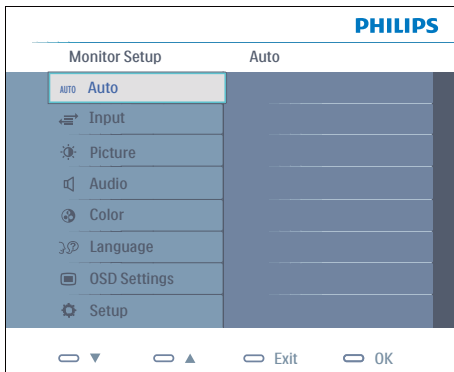 PHILIPS
Monitor Setup Auto
AUTO Auto
Input
Picture
Audio
Color
Language
OSD Settings
Setup
▼ ▲ Exit OK